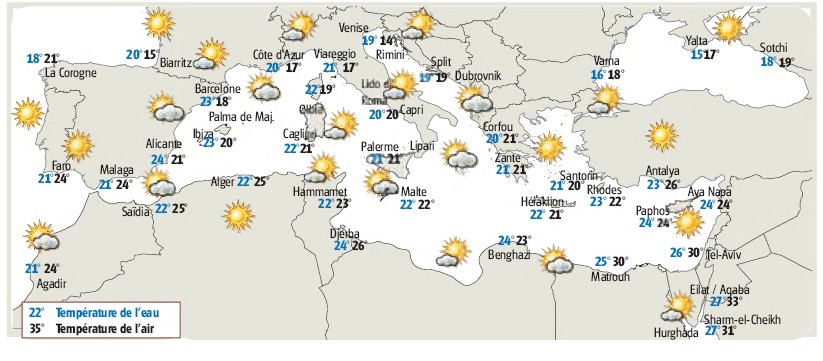 Venise
19° 14°
Rimini
18° 21°
La Corogne
20° 15°
Biarritz
Côte d'Azur
20° 17°
Viareggio
21° 17°
Split
19° 19°
Dubrovnik
Varna
16° 18°
Yalta
15° 17°
Sotchi
18° 19°
Barcelone
23° 18°
22° 19°
Olbia
Lido de
Roma
20° 20°
Capri
Palma de Maj.
Ibiza
23° 20°
Cagliari
22° 21°
Alicante
24° 21°
Palerme
21° 21°
Lipari
Corfou
20° 21°
Zante
21° 21°
Faro
21° 24°
Malaga
21° 24°
Alger 22° 25°
Hammamet
22° 23°
Malte
22° 22°
Santorin
21° 20°
Héraklion
22° 21°
Rhodes
23° 22°
Antalya
23° 26°
Ava Napa
24° 24°
Paphos
24° 24°
Saïdia
22° 25°
Djerba
24° 26°
24° 23°
Benghazi
25° 30°
Matrouh
26° 30°
Tel-Aviv
21° 24°
Agadir
Eilat / Aqaba
27° 33°
Sharm-el-Cheikh
27° 31°
Hurghada
22° Température de l'eau
35° Température de l'air